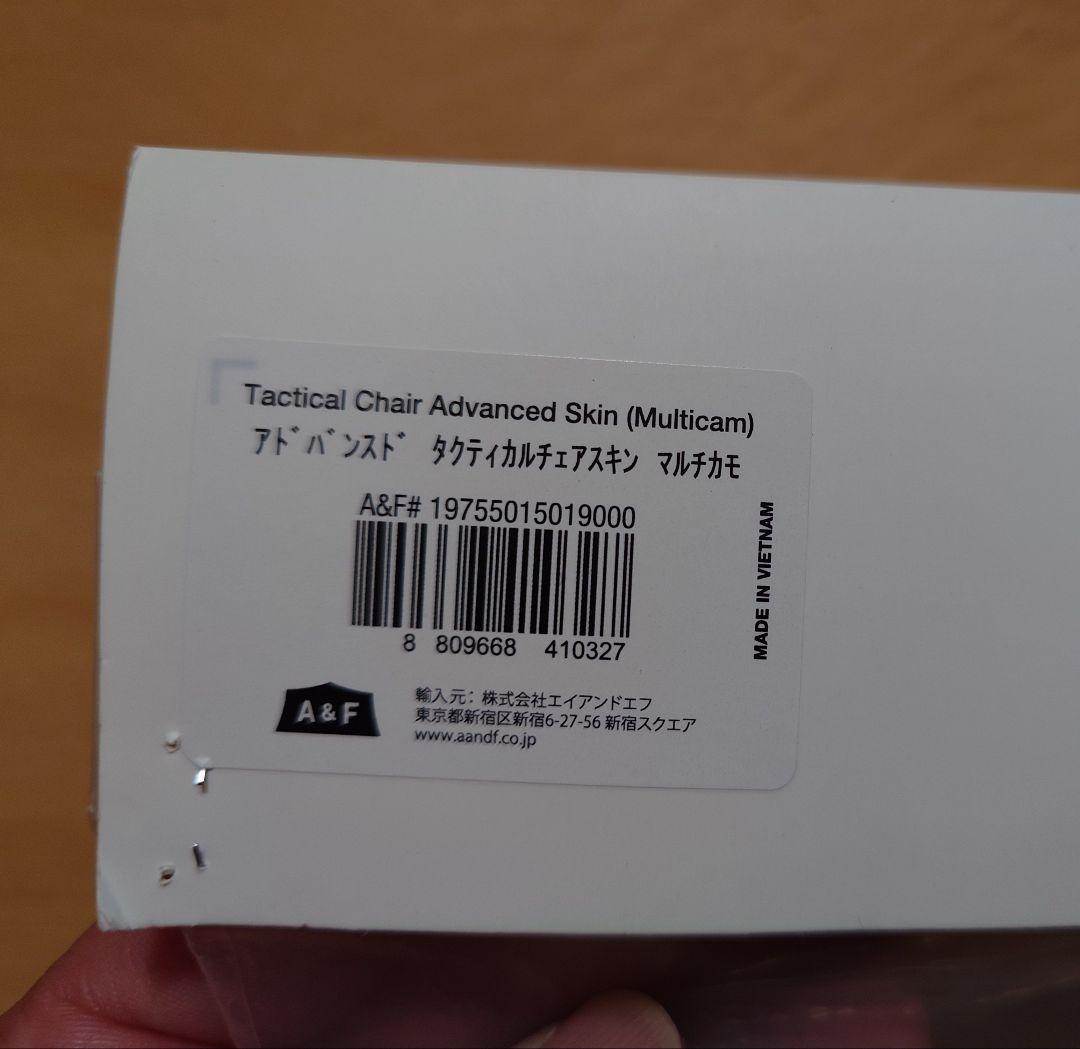 Tactical Chair Advanced Skin (Multicam)
ｱﾄﾞﾊﾞﾝｽﾄﾞ ﾀｸﾃｨｶﾙﾁｪｱｽｷﾝ ﾏﾙﾁｶﾓ
A&F# 19755015019000
8 809668 410327
MADE IN VIETNAM
A&F
輸入元：株式会社エイアンドエフ
東京都新宿区新宿6-27-56 新宿スクエア
www.aandf.co.jp